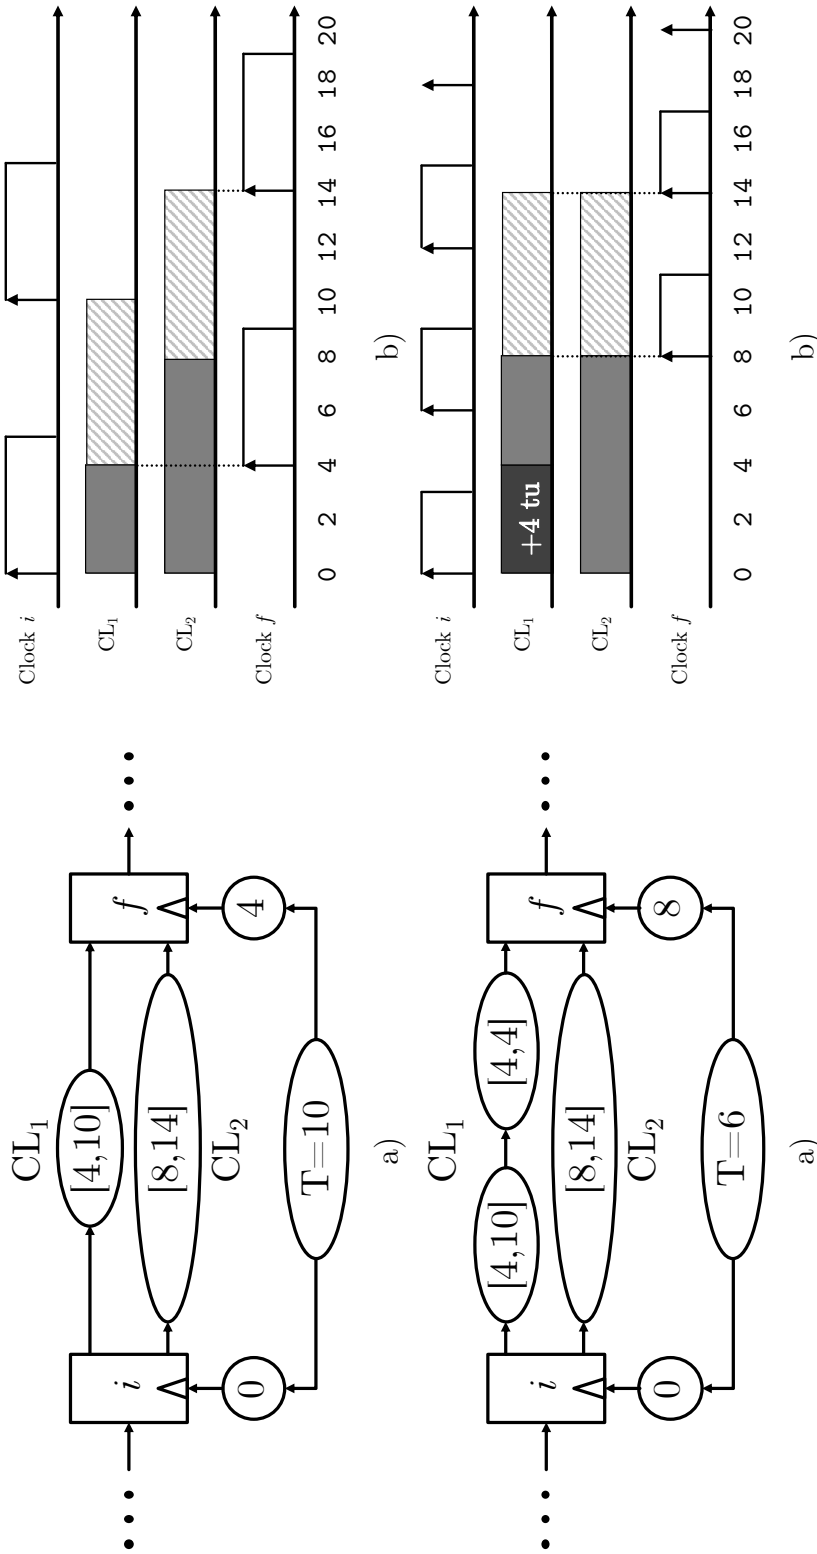 CL₁
[4,10]
i
f
[8,14]
CL₂
0
4
T=10
a)
Clock i
CL₁
CL₂
Clock f
0 2 4 6 8 10 12 14 16 18 20
b)
CL₁
[4,10]
[4,4]
i
f
[8,14]
CL₂
0
8
T=6
a)
Clock i
CL₁
+4 tu
CL₂
Clock f
0 2 4 6 8 10 12 14 16 18 20
b)